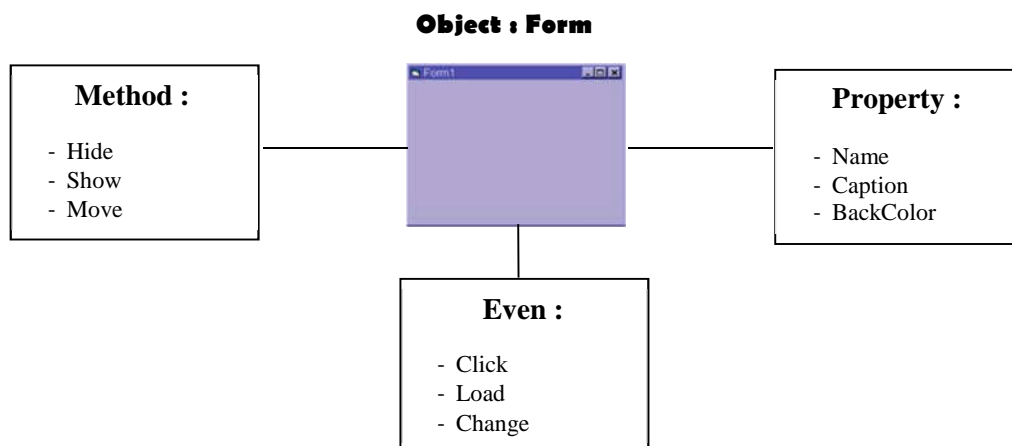 Object : Form
Form1
Method :
- Hide
- Show
- Move
Property :
- Name
- Caption
- BackColor
Even :
- Click
- Load
- Change